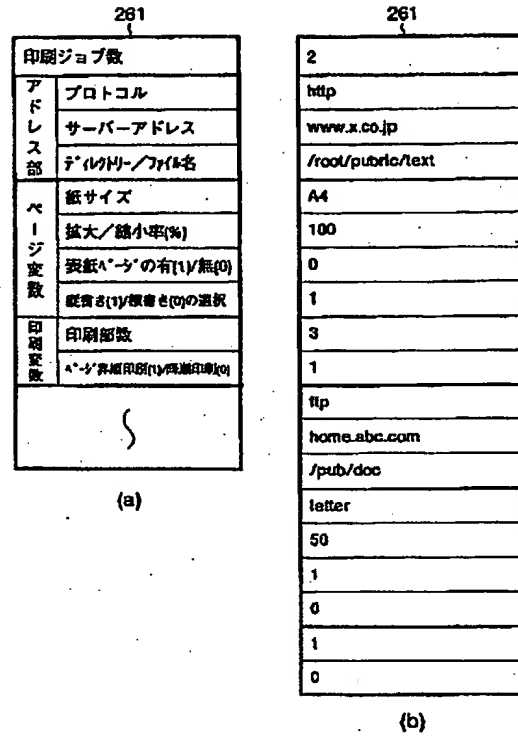 261
印刷ジョブ数
アドレス部
プロトコル
サーバーアドレス
ディレクトリー/ファイル名
ページ変数
紙サイズ
拡大/縮小率(%)
表紙ページの有(1)/無(0)
縦書き(1)/横書き(0)の選択
印刷変数
印刷部数
(a)
261
2
http
www.x.co.jp
/root/pubric/text
A4
100
0
1
3
1
ftp
home.abc.com
/pub/doc
letter
50
1
0
1
0
(b)